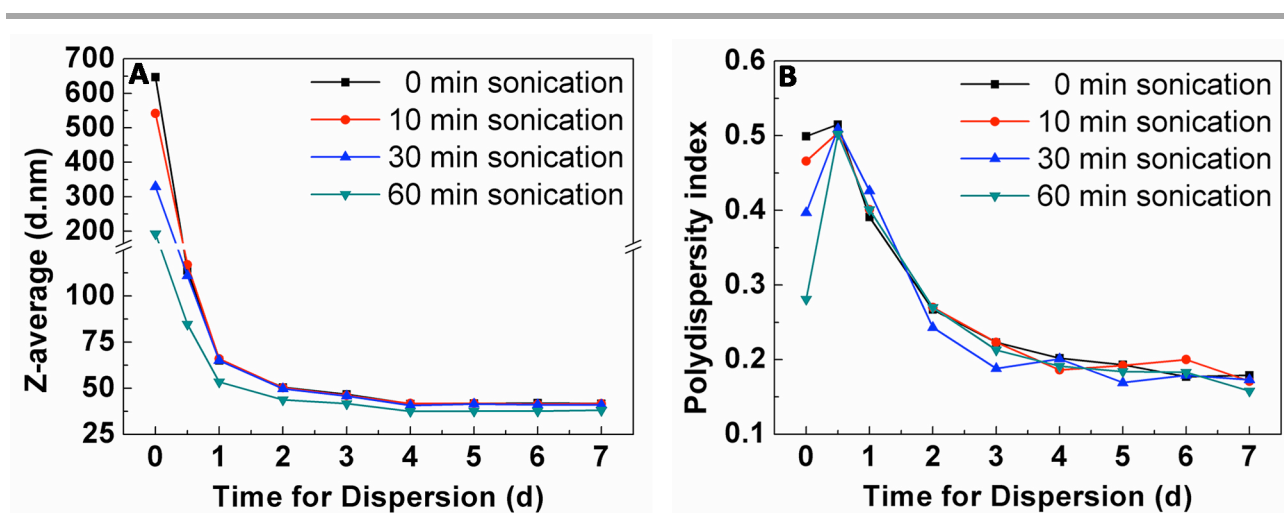 A
700
600
500
400
300
200
100
75
50
25
0 min sonication
10 min sonication
30 min sonication
60 min sonication
0 1 2 3 4 5 6 7
Time for Dispersion (d)
Z-average (d.nm)
B
0.6
0.5
0.4
0.3
0.2
0.1
0 min sonication
10 min sonication
30 min sonication
60 min sonication
0 1 2 3 4 5 6 7
Time for Dispersion (d)
Polydispersity index